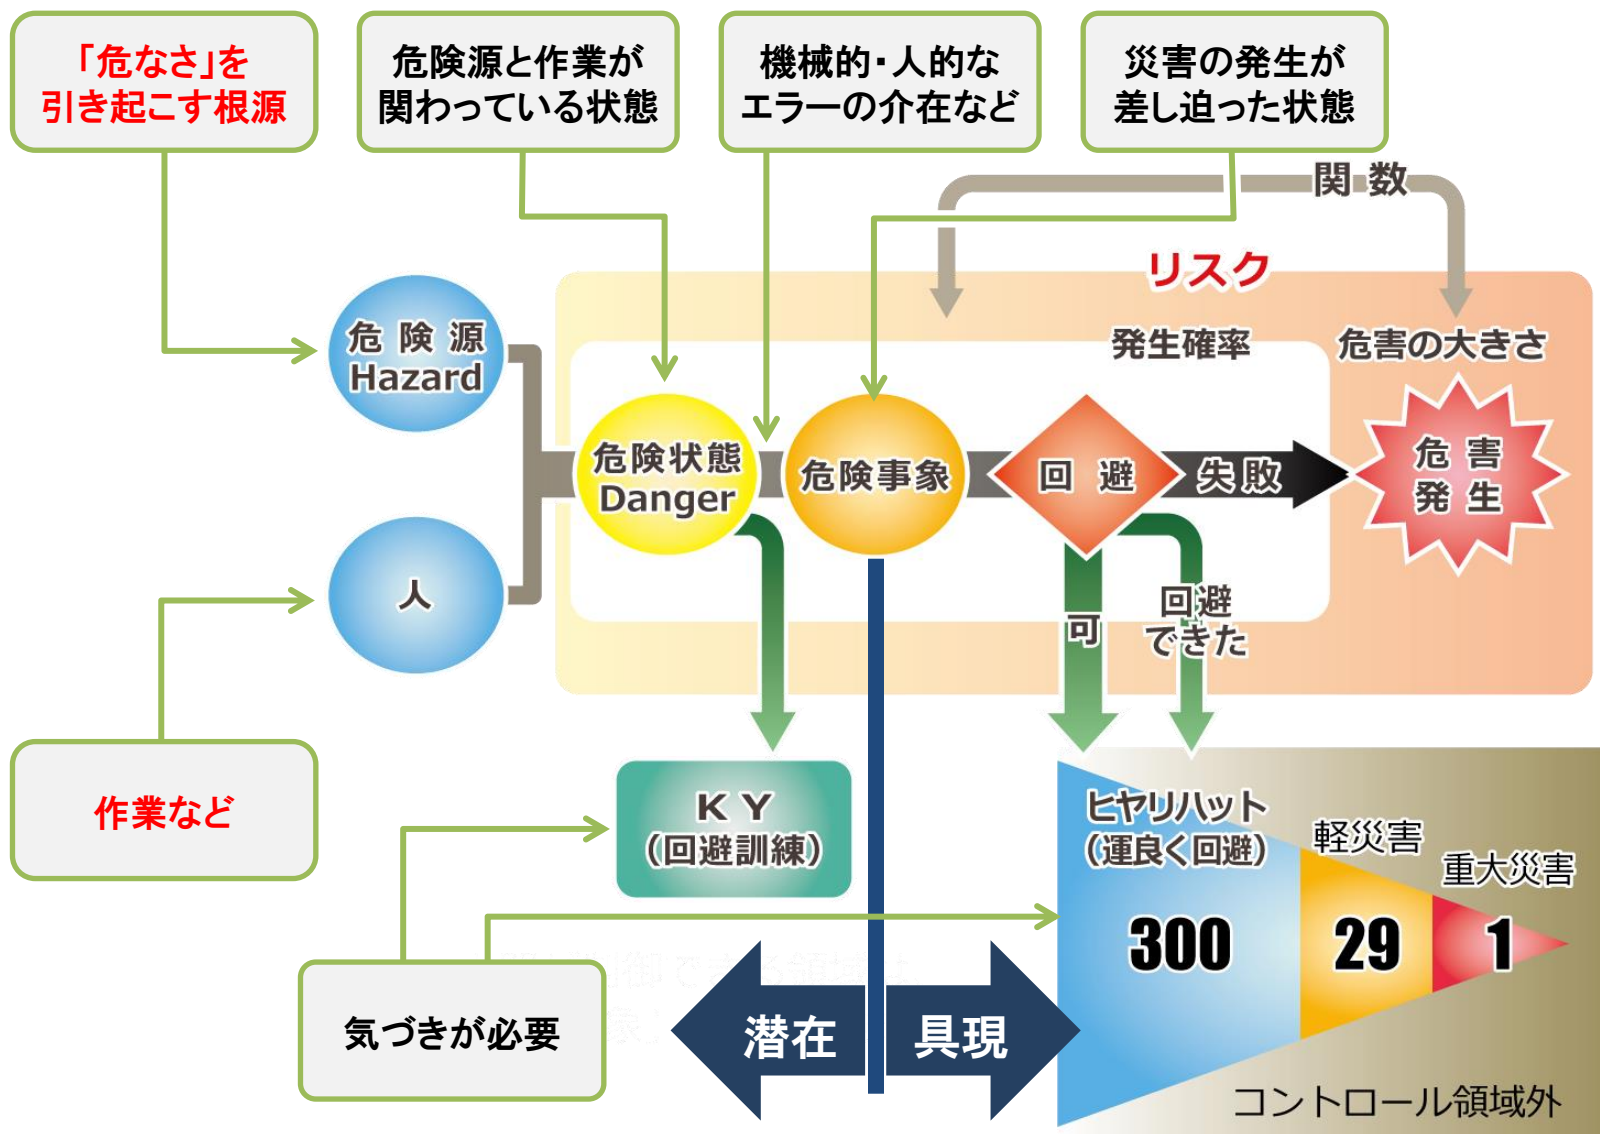 「危なさ」を
引き起こす根源
危険源と作業が
関わっている状態
機械的・人的な
エラーの介在など
災害の発生が
差し迫った状態
関数
リスク
発生確率
危害の大きさ
危険源
Hazard
危険状態
Danger
危険事象
回避
失敗
危害
発生
人
可
回避
できた
作業など
KY
(回避訓練)
ヒヤリハット
(運良く回避)
軽災害
重大災害
300
29
1
気づきが必要
潜在
具現
コントロール領域外